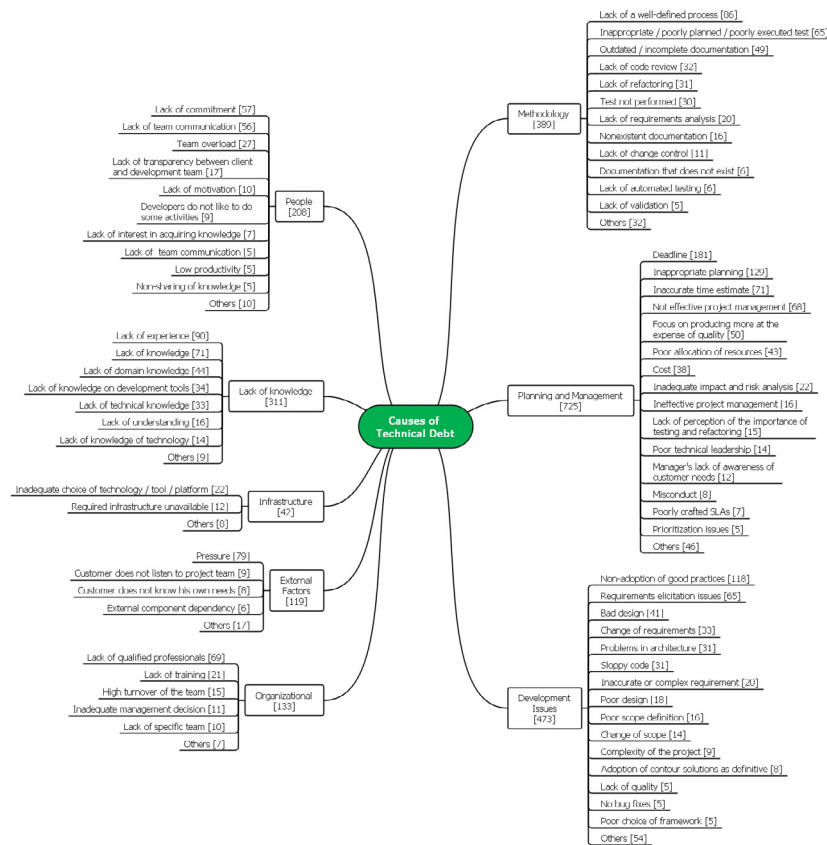 Causes of
Technical Debt
People
[208]
Lack of commitment [57]
Lack of team communication [56]
Team overload [27]
Lack of transparency between client
and development team [17]
Lack of motivation [10]
Developers do not like to do
some activities [9]
Lack of interest in acquiring knowledge [7]
Lack of team communication [5]
Low productivity [5]
Non-sharing of knowledge [5]
Others [10]
Lack of knowledge
[311]
Lack of experience [90]
Lack of knowledge [71]
Lack of domain knowledge [44]
Lack of knowledge on development tools [34]
Lack of technical knowledge [33]
Lack of understanding [16]
Lack of knowledge of technology [14]
Others [9]
Infrastructure
[42]
Inadequate choice of technology / tool / platform [22]
Required infrastructure unavailable [12]
Others [8]
External
Factors
[119]
Pressure [79]
Customer does not listen to project team [9]
Customer does not know his own needs [8]
External component dependency [6]
Others [17]
Organizational
[133]
Lack of qualified professionals [69]
Lack of training [21]
High turnover of the team [15]
Inadequate management decision [11]
Lack of specific team [10]
Others [7]
Methodology
[389]
Lack of a well-defined process [86]
Inappropriate / poorly planned / poorly executed test [65]
Outdated / incomplete documentation [49]
Lack of code review [32]
Lack of refactoring [31]
Test not performed [30]
Lack of requirements analysis [20]
Nonexistent documentation [16]
Lack of change control [11]
Documentation that does not exist [6]
Lack of automated testing [6]
Lack of validation [5]
Others [32]
Planning and Management
[725]
Deadline [181]
Inappropriate planning [129]
Inaccurate time estimate [71]
Not effective project management [68]
Focus on producing more at the
expense of quality [50]
Poor allocation of resources [43]
Cost [38]
Inadequate impact and risk analysis [22]
Ineffective project management [16]
Lack of perception of the importance of
testing and refactoring [15]
Poor technical leadership [14]
Manager's lack of awareness of
customer needs [12]
Misconduct [8]
Poorly crafted SLAs [7]
Prioritization issues [5]
Others [46]
Development
Issues
[473]
Non-adoption of good practices [118]
Requirements elicitation issues [65]
Bad design [41]
Change of requirements [33]
Problems in architecture [31]
Sloppy code [31]
Inaccurate or complex requirement [20]
Poor design [18]
Poor scope definition [16]
Change of scope [14]
Complexity of the project [9]
Adoption of contour solutions as definitive [8]
Lack of quality [5]
No bug fixes [5]
Poor choice of framework [5]
Others [54]